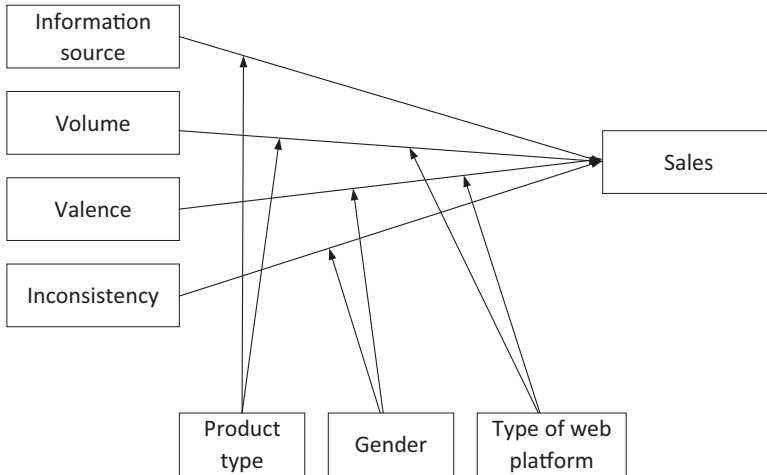 Information
source
Volume
Sales
Valence
Inconsistency
Product
type
Gender
Type of web
platform